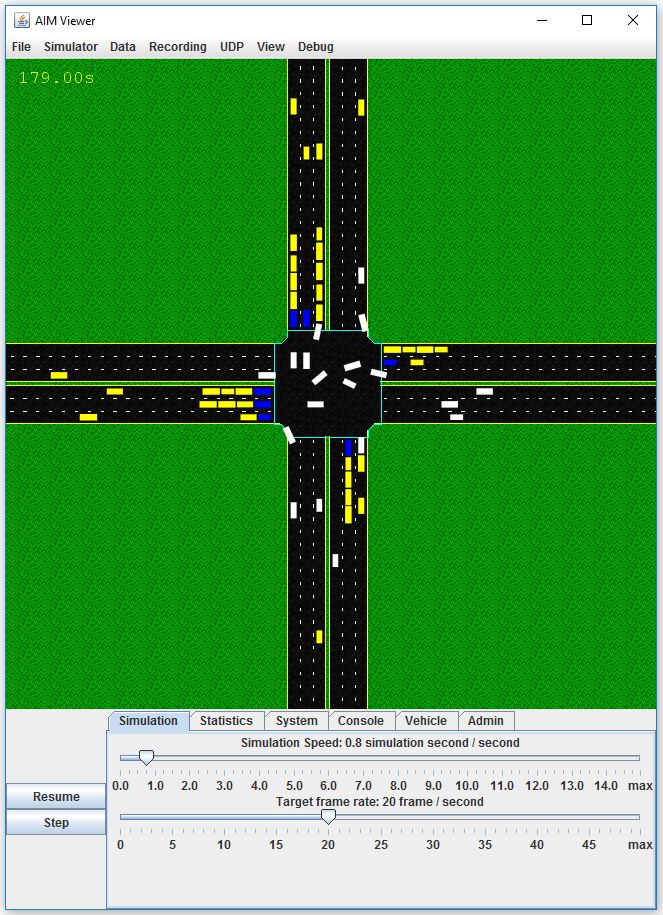 AIM Viewer
File Simulator Data Recording UDP View Debug
179.00s
Simulation Statistics System Console Vehicle Admin
Simulation Speed: 0.8 simulation second / second
0.0 1.0 2.0 3.0 4.0 5.0 6.0 7.0 8.0 9.0 10.0 11.0 12.0 13.0 14.0 max
Resume
Target frame rate: 20 frame / second
Step
0 5 10 15 20 25 30 35 40 45 max